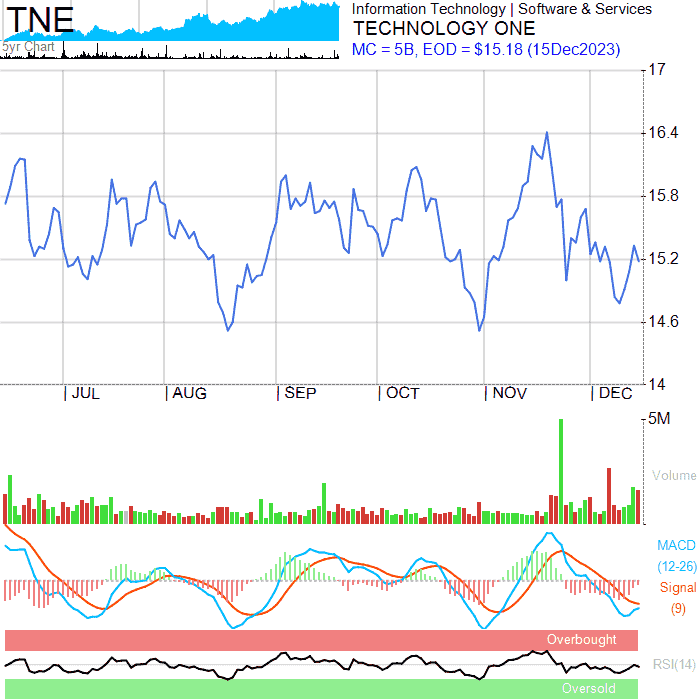 TNE
5yr Chart
Information Technology | Software & Services
TECHNOLOGY ONE
MC = 5B, EOD = $15.18 (15Dec2023)
17
16.4
15.8
15.2
14.6
14
| JUL | AUG | SEP | OCT | NOV | DEC
5M
Volume
MACD
(12-26)
Signal
(9)
Overbought
RSI(14)
Oversold